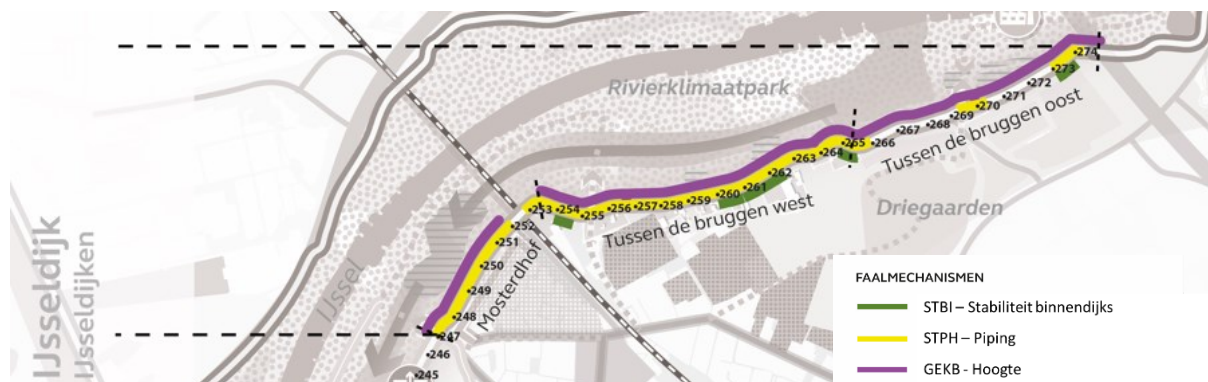 Rivierklimaatpark
IJssel
IJsseldijk
IJsseldijken
Mosterdhof
Tussen de bruggen west
Tussen de bruggen oost
Driegaarden
•245
•246
•247
•248
•249
•250
•251
•252
•253
•254
•255
•256
•257
•258
•259
•260
•261
•262
•263
•264
•265
•266
•267
•268
•269
•270
•271
•272
•273
•274
FAALMECHANISMEN
STBI – Stabiliteit binnendijks
STPH – Piping
GEKB - Hoogte